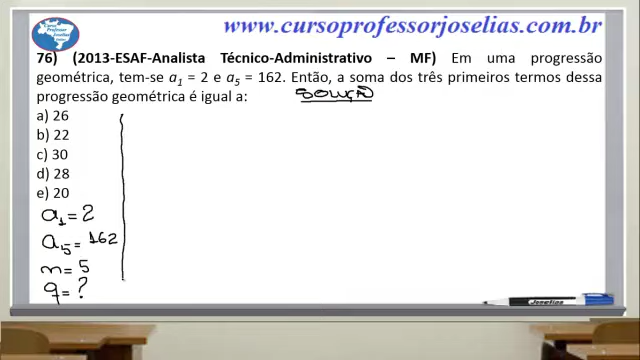 www.cursoprofessorjoselias.com.br
76) (2013-ESAF-Analista Técnico-Administrativo – MF) Em uma progressão
geométrica, tem-se a1 = 2 e a5 = 162. Então, a soma dos três primeiros termos dessa
progressão geométrica é igual a:
SOLUÇÃO
a) 26
b) 22
c) 30
d) 28
e) 20
a1 = 2
a5 = 162
n = 5
q = ?
Joselias